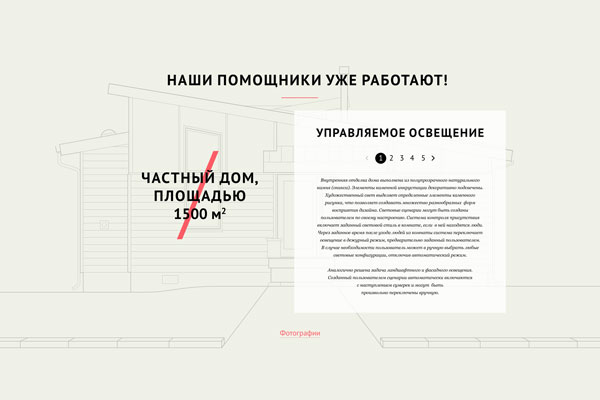 НАШИ ПОМОЩНИКИ УЖЕ РАБОТАЮТ!
ЧАСТНЫЙ ДОМ,
ПЛОЩАДЬЮ
1500 м²
УПРАВЛЯЕМОЕ ОСВЕЩЕНИЕ
1 2 3 4 5
Внутренняя отделка дома выполнена из полупрозрачного натурального
камня (оникса). Элементы каменной инкрустации декоративно подсвечены.
Художественный свет выделяет определенные элементы каменного
рисунка, что позволяет создавать множество разнообразных форм
восприятия дизайна. Световые сценарии могут быть созданы
пользователем по своему настроению. Система контроля присутствия
включает заданный световой стиль в комнате, если в ней находятся люди.
Через заданное время после ухода людей из комнаты система переключает
освещение в дежурный режим, предварительно заданный пользователем.
В случае необходимости пользователь может в ручную выбрать любые
световые конфигурации, отключив автоматический режим.
Аналогично решена задача ландшафтного и фасадного освещения.
Созданный пользователем сценарий автоматически включается
с наступлением сумерек и могут быть
произвольно переключены вручную.
Фотографии